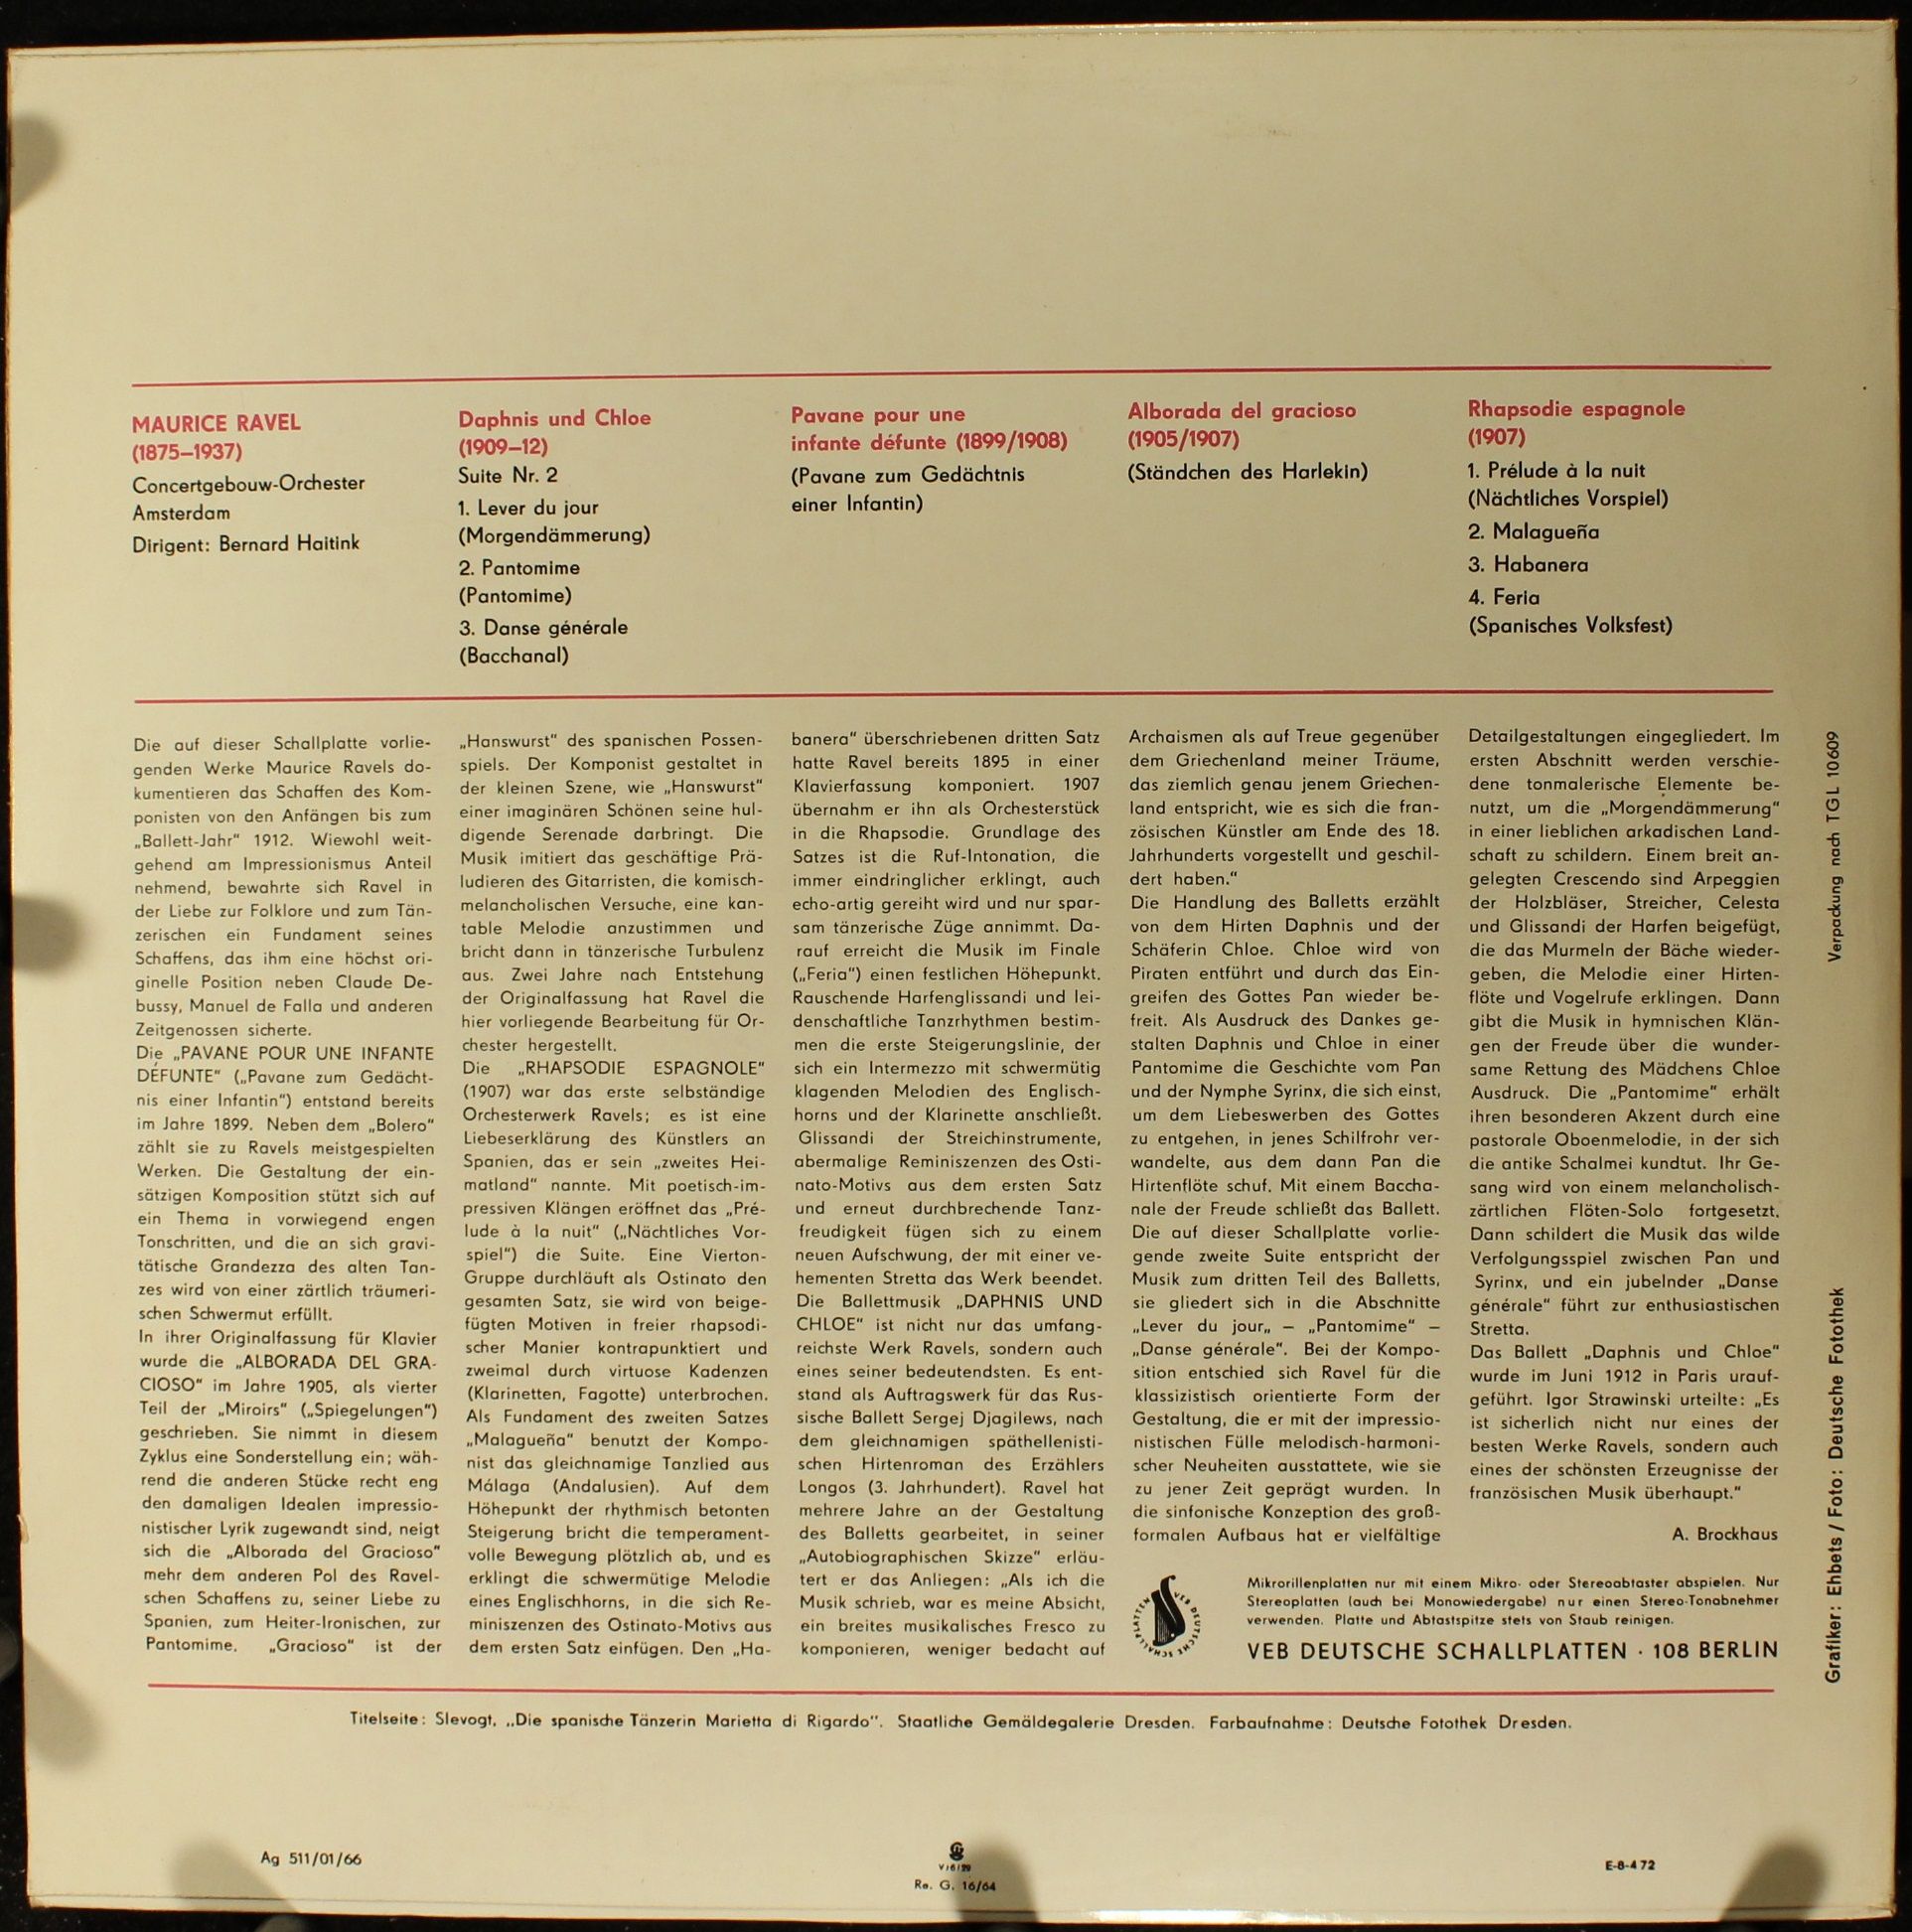 MAURICE RAVEL
(1875–1937)
Concertgebouw-Orchester
Amsterdam
Dirigent: Bernard Haitink
Daphnis und Chloe
(1909–12)
Suite Nr. 2
1. Lever du jour
(Morgendämmerung)
2. Pantomime
(Pantomime)
3. Danse générale
(Bacchanal)
Pavane pour une
infante défunte (1899/1908)
(Pavane zum Gedächtnis
einer Infantin)
Alborada del gracioso
(1905/1907)
(Ständchen des Harlekin)
Rhapsodie espagnole
(1907)
1. Prélude à la nuit
(Nächtliches Vorspiel)
2. Malagueña
3. Habanera
4. Feria
(Spanisches Volksfest)
Die auf dieser Schallplatte vorlie-
genden Werke Maurice Ravels do-
kumentieren das Schaffen des Kom-
ponisten von den Anfängen bis zum
„Ballett-Jahr“ 1912. Wiewohl weit-
gehend am Impressionismus Anteil
nehmend, bewahrte sich Ravel in
der Liebe zur Folklore und zum Tän-
zerischen ein Fundament seines
Schaffens, das ihm eine höchst ori-
ginelle Position neben Claude De-
bussy, Manuel de Falla und anderen
Zeitgenossen sicherte.
Die „PAVANE POUR UNE INFANTE
DÉFUNTE“ („Pavane zum Gedächt-
nis einer Infantin“) entstand bereits
im Jahre 1899. Neben dem „Bolero“
zählt sie zu Ravels meistgespielten
Werken. Die Gestaltung der ein-
sätzigen Komposition stützt sich auf
ein Thema in vorwiegend engen
Tonschritten, und die an sich gravi-
tätische Grandezza des alten Tan-
zes wird von einer zärtlich träumeri-
schen Schwermut erfüllt.
In ihrer Originalfassung für Klavier
wurde die „ALBORADA DEL GRA-
CIOSO“ im Jahre 1905, als vierter
Teil der „Miroirs“ („Spiegelungen“)
geschrieben. Sie nimmt in diesem
Zyklus eine Sonderstellung ein; wäh-
rend die anderen Stücke recht eng
den damaligen Idealen impressio-
nistischer Lyrik zugewandt sind, neigt
sich die „Alborada del Gracioso“
mehr dem anderen Pol des Ravel-
schen Schaffens zu, seiner Liebe zu
Spanien, zum Heiter-Ironischen, zur
Pantomime. „Gracioso“ ist der
„Hanswurst“ des spanischen Possen-
spiels. Der Komponist gestaltet in
der kleinen Szene, wie „Hanswurst“
einer imaginären Schönen seine hul-
digende Serenade darbringt. Die
Musik imitiert das geschäftige Prä-
ludieren des Gitarristen, die komisch-
melancholischen Versuche, eine kan-
table Melodie anzustimmen und
bricht dann in tänzerische Turbulenz
aus. Zwei Jahre nach Entstehung
der Originalfassung hat Ravel die
hier vorliegende Bearbeitung für Or-
chester hergestellt.
Die „RHAPSODIE ESPAGNOLE“
(1907) war das erste selbständige
Orchesterwerk Ravels; es ist eine
Liebeserklärung des Künstlers an
Spanien, das er sein „zweites Hei-
matland“ nannte. Mit poetisch-im-
pressiven Klängen eröffnet das „Pré-
lude à la nuit“ („Nächtliches Vor-
spiel“) die Suite. Eine Vierton-
Gruppe durchläuft als Ostinato den
gesamten Satz, sie wird von beige-
fügten Motiven in freier rhapsodi-
scher Manier kontrapunktiert und
zweimal durch virtuose Kadenzen
(Klarinetten, Fagotte) unterbrochen.
Als Fundament des zweiten Satzes
„Malagueña“ benutzt der Kompo-
nist das gleichnamige Tanzlied aus
Málaga (Andalusien). Auf dem
Höhepunkt der rhythmisch betonten
Steigerung bricht die temperament-
volle Bewegung plötzlich ab, und es
erklingt die schwermütige Melodie
eines Englischhorns, in die sich Re-
miniszenzen des Ostinato-Motivs aus
dem ersten Satz einfügen. Den „Ha-
banera“ überschriebenen dritten Satz
hatte Ravel bereits 1895 in einer
Klavierfassung komponiert. 1907
übernahm er ihn als Orchesterstück
in die Rhapsodie. Grundlage des
Satzes ist die Ruf-Intonation, die
immer eindringlicher erklingt, auch
echo-artig gereiht wird und nur spar-
sam tänzerische Züge annimmt. Da-
rauf erreicht die Musik im Finale
(„Feria“) einen festlichen Höhepunkt.
Rauschende Harfenglissandi und lei-
denschaftliche Tanzrhythmen bestim-
men die erste Steigerungslinie, der
sich ein Intermezzo mit schwermütig
klagenden Melodien des Englisch-
horns und der Klarinette anschließt.
Glissandi der Streichinstrumente,
abermalige Reminiszenzen des Osti-
nato-Motivs aus dem ersten Satz
und erneut durchbrechende Tanz-
freudigkeit fügen sich zu einem
neuen Aufschwung, der mit einer ve-
hementen Stretta das Werk beendet.
Die Ballettmusik „DAPHNIS UND
CHLOE“ ist nicht nur das umfang-
reichste Werk Ravels, sondern auch
eines seiner bedeutendsten. Es ent-
stand als Auftragswerk für das Rus-
sische Ballett Sergej Djagilews, nach
dem gleichnamigen späthellenisti-
schen Hirtenroman des Erzählers
Longos (3. Jahrhundert). Ravel hat
mehrere Jahre an der Gestaltung
des Balletts gearbeitet, in seiner
„Autobiographischen Skizze“ erläu-
tert er das Anliegen: „Als ich die
Musik schrieb, war es meine Absicht,
ein breites musikalisches Fresco zu
komponieren, weniger bedacht auf
Archaismen als auf Treue gegenüber
dem Griechenland meiner Träume,
das ziemlich genau jenem Griechen-
land entspricht, wie es sich die fran-
zösischen Künstler am Ende des 18.
Jahrhunderts vorgestellt und geschil-
dert haben.“
Die Handlung des Balletts erzählt
von dem Hirten Daphnis und der
Schäferin Chloe. Chloe wird von
Piraten entführt und durch das Ein-
greifen des Gottes Pan wieder be-
freit. Als Ausdruck des Dankes ge-
stalten Daphnis und Chloe in einer
Pantomime die Geschichte vom Pan
und der Nymphe Syrinx, die sich einst,
um dem Liebeswerben des Gottes
zu entgehen, in jenes Schilfrohr ver-
wandelte, aus dem dann Pan die
Hirtenflöte schuf. Mit einem Baccha-
nale der Freude schließt das Ballett.
Die auf dieser Schallplatte vorlie-
gende zweite Suite entspricht der
Musik zum dritten Teil des Balletts,
sie gliedert sich in die Abschnitte
„Lever du jour„ – „Pantomime“ –
„Danse générale“. Bei der Kompo-
sition entschied sich Ravel für die
klassizistisch orientierte Form der
Gestaltung, die er mit der impressio-
nistischen Fülle melodisch-harmoni-
scher Neuheiten ausstattete, wie sie
zu jener Zeit geprägt wurden. In
die sinfonische Konzeption des groß-
formalen Aufbaus hat er vielfältige
Detailgestaltungen eingegliedert. Im
ersten Abschnitt werden verschie-
dene tonmalerische Elemente be-
nutzt, um die „Morgendämmerung“
in einer lieblichen arkadischen Land-
schaft zu schildern. Einem breit an-
gelegten Crescendo sind Arpeggien
der Holzbläser, Streicher, Celesta
und Glissandi der Harfen beigefügt,
die das Murmeln der Bäche wieder-
geben, die Melodie einer Hirten-
flöte und Vogelrufe erklingen. Dann
gibt die Musik in hymnischen Klän-
gen der Freude über die wunder-
same Rettung des Mädchens Chloe
Ausdruck. Die „Pantomime“ erhält
ihren besonderen Akzent durch eine
pastorale Oboenmelodie, in der sich
die antike Schalmei kundtut. Ihr Ge-
sang wird von einem melancholisch-
zärtlichen Flöten-Solo fortgesetzt.
Dann schildert die Musik das wilde
Verfolgungsspiel zwischen Pan und
Syrinx, und ein jubelnder „Danse
générale“ führt zur enthusiastischen
Stretta.
Das Ballett „Daphnis und Chloe“
wurde im Juni 1912 in Paris urauf-
geführt. Igor Strawinski urteilte: „Es
ist sicherlich nicht nur eines der
besten Werke Ravels, sondern auch
eines der schönsten Erzeugnisse der
französischen Musik überhaupt.“
A. Brockhaus
VEB DEUTSCHE SCHALLPLATTEN
Mikrorillenplatten nur mit einem Mikro- oder Stereoabtaster abspielen. Nur
Stereoplatten (auch bei Monowiedergabe) nur einen Stereo-Tonabnehmer
verwenden. Platte und Abtastspitze stets von Staub reinigen.
VEB DEUTSCHE SCHALLPLATTEN · 108 BERLIN
Verpackung nach TGL 10609
Grafiker: Ehbets / Foto: Deutsche Fotothek
Titelseite: Slevogt, „Die spanische Tänzerin Marietta di Rigardo“. Staatliche Gemäldegalerie Dresden. Farbaufnahme: Deutsche Fotothek Dresden.
Ag 511/01/66
V/6/29
Re. G. 16/64
E-8-472